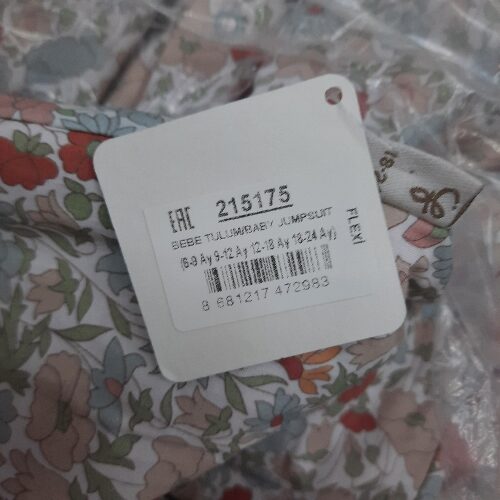 EAC 215175
BEBE TULUM/BABY JUMPSUIT
(6-9 Ay 9-12 Ay 12-18 Ay 18-24 Ay)
FLEXİ
8 681217 472983